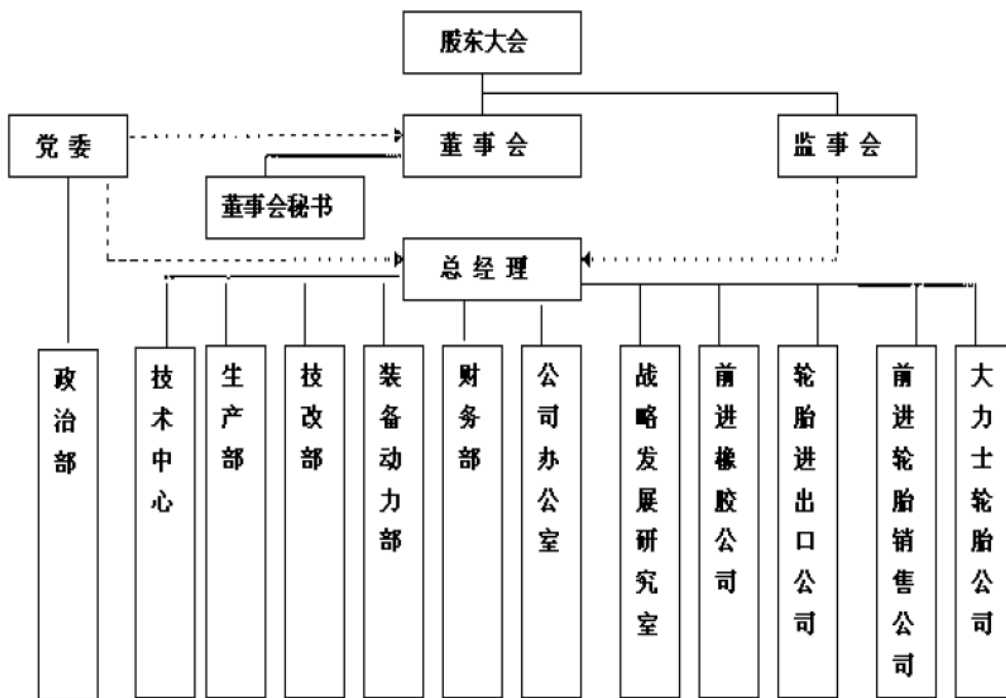 股东大会
党委
董事会
监事会
董事会秘书
总经理
政治部
技术中心
生产部
技改部
装备动力部
财务部
公司办公室
战略发展研究室
前进橡胶公司
轮胎进出口公司
前进轮胎销售公司
大力士轮胎公司